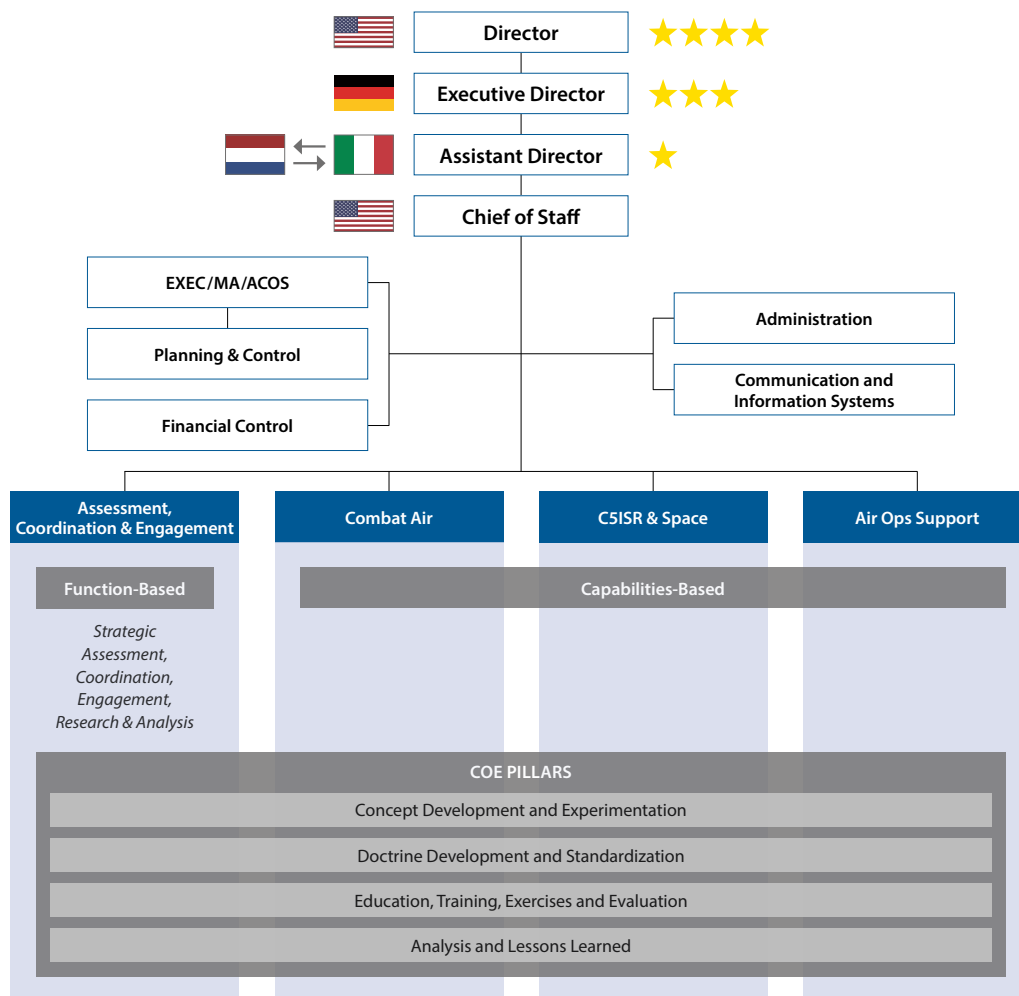 Director
Executive Director
Assistant Director
Chief of Staff
EXEC/MA/ACOS
Planning & Control
Financial Control
Administration
Communication and
Information Systems
Assessment,
Coordination & Engagement
Combat Air
C5ISR & Space
Air Ops Support
Function-Based
Capabilities-Based
Strategic
Assessment,
Coordination,
Engagement,
Research & Analysis
COE PILLARS
Concept Development and Experimentation
Doctrine Development and Standardization
Education, Training, Exercises and Evaluation
Analysis and Lessons Learned